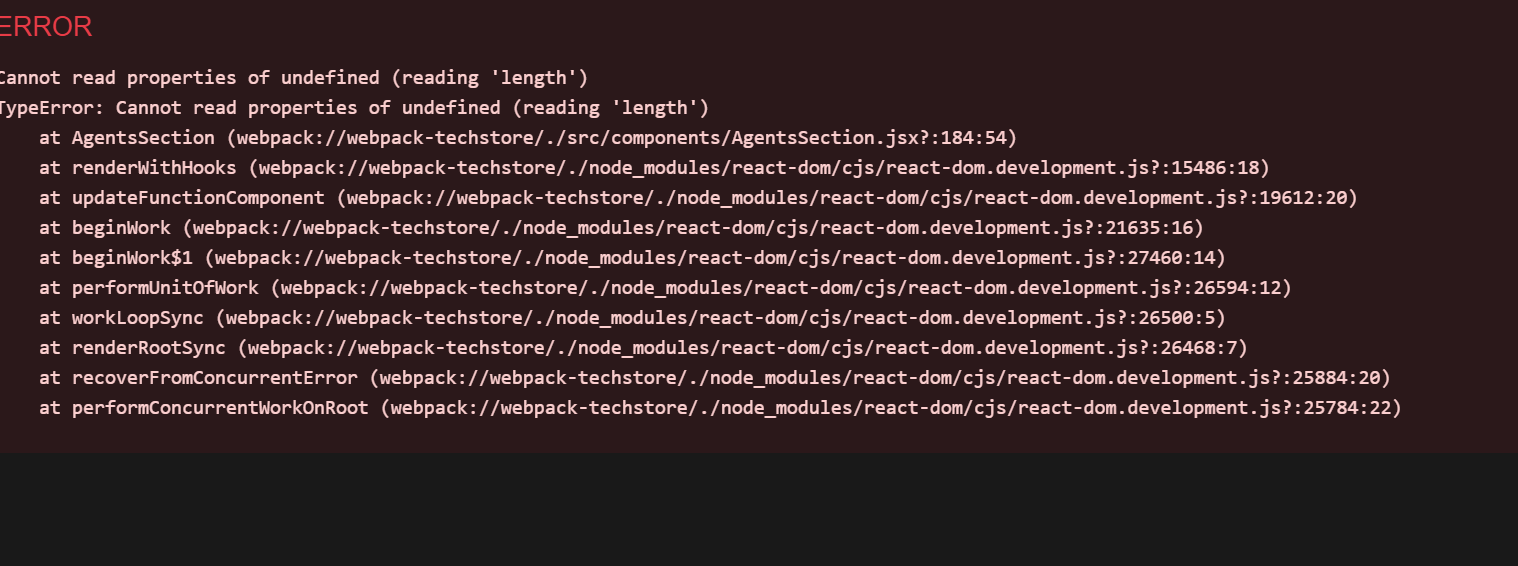 ERROR
Cannot read properties of undefined (reading 'length')
TypeError: Cannot read properties of undefined (reading 'length')
at AgentsSection (webpack://webpack-techstore/./src/components/AgentsSection.jsx?:184:54)
at renderWithHooks (webpack://webpack-techstore/./node_modules/react-dom/cjs/react-dom.development.js?:15486:18)
at updateFunctionComponent (webpack://webpack-techstore/./node_modules/react-dom/cjs/react-dom.development.js?:19612:20)
at beginWork (webpack://webpack-techstore/./node_modules/react-dom/cjs/react-dom.development.js?:21635:16)
at beginWork$1 (webpack://webpack-techstore/./node_modules/react-dom/cjs/react-dom.development.js?:27460:14)
at performUnitOfWork (webpack://webpack-techstore/./node_modules/react-dom/cjs/react-dom.development.js?:26594:12)
at workLoopSync (webpack://webpack-techstore/./node_modules/react-dom/cjs/react-dom.development.js?:26500:5)
at renderRootSync (webpack://webpack-techstore/./node_modules/react-dom/cjs/react-dom.development.js?:26468:7)
at recoverFromConcurrentError (webpack://webpack-techstore/./node_modules/react-dom/cjs/react-dom.development.js?:25884:20)
at performConcurrentWorkOnRoot (webpack://webpack-techstore/./node_modules/react-dom/cjs/react-dom.development.js?:25784:22)